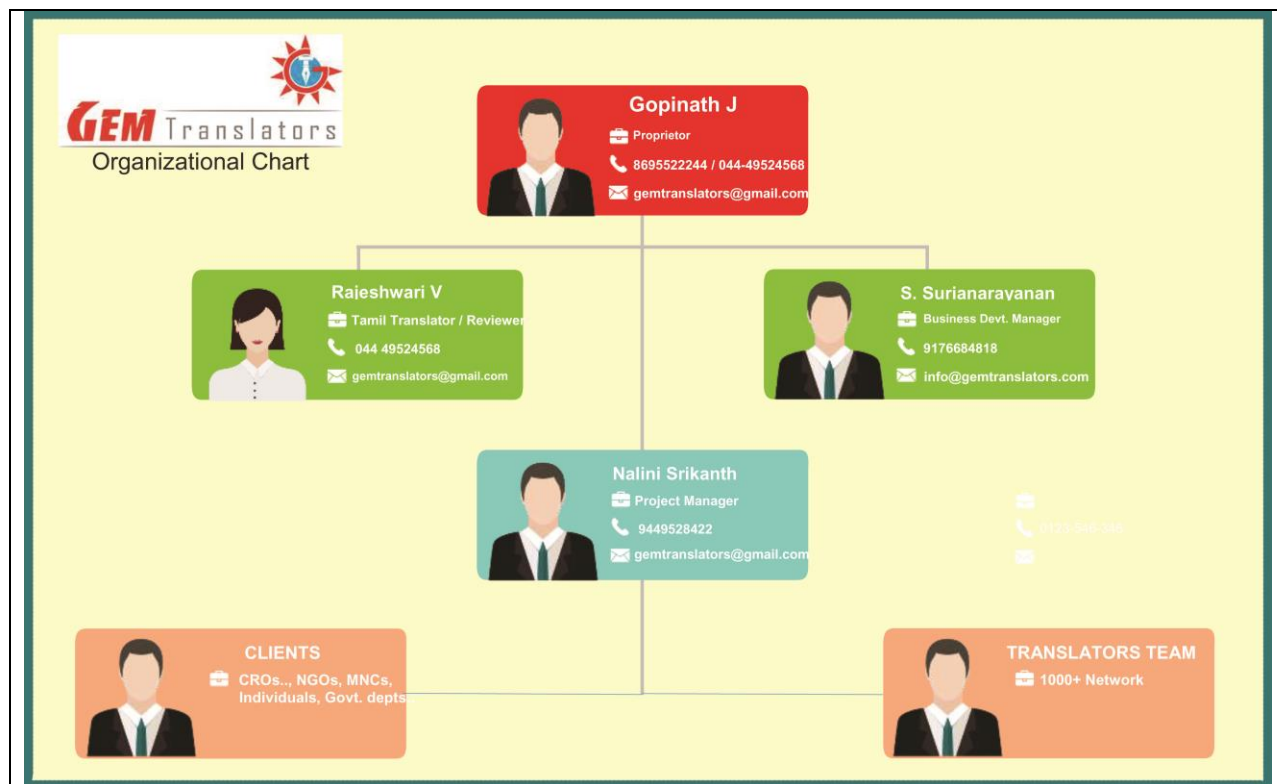 GEM Translators
Organizational Chart
Gopinath J
Proprietor
8695522244 / 044-49524568
gemtranslators@gmail.com
Rajeshwari V
Tamil Translator / Reviewer
044 49524568
gemtranslators@gmail.com
S. Surianarayanan
Business Devt. Manager
9176684818
info@gemtranslators.com
Nalini Srikanth
Project Manager
9449528422
gemtranslators@gmail.com
CLIENTS
CROs.., NGOs, MNCs,
Individuals, Govt. depts
TRANSLATORS TEAM
1000+ Network